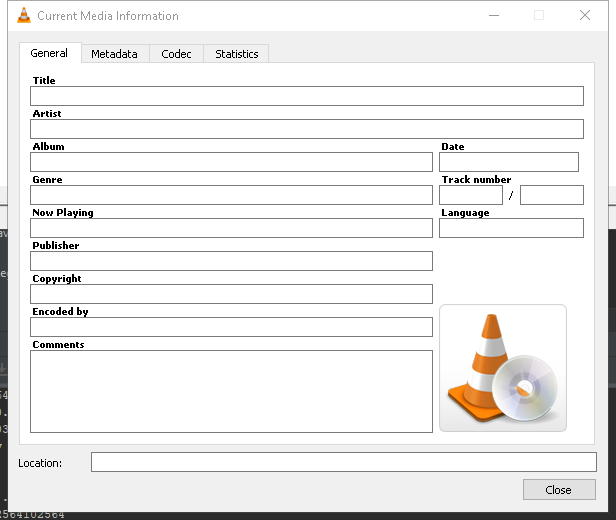 Current Media Information
General Metadata Codec Statistics
Title
Artist
Album Date
Genre Track number
/
Now Playing Language
Publisher
Copyright
Encoded by
Comments
Location:
Close
2564102564